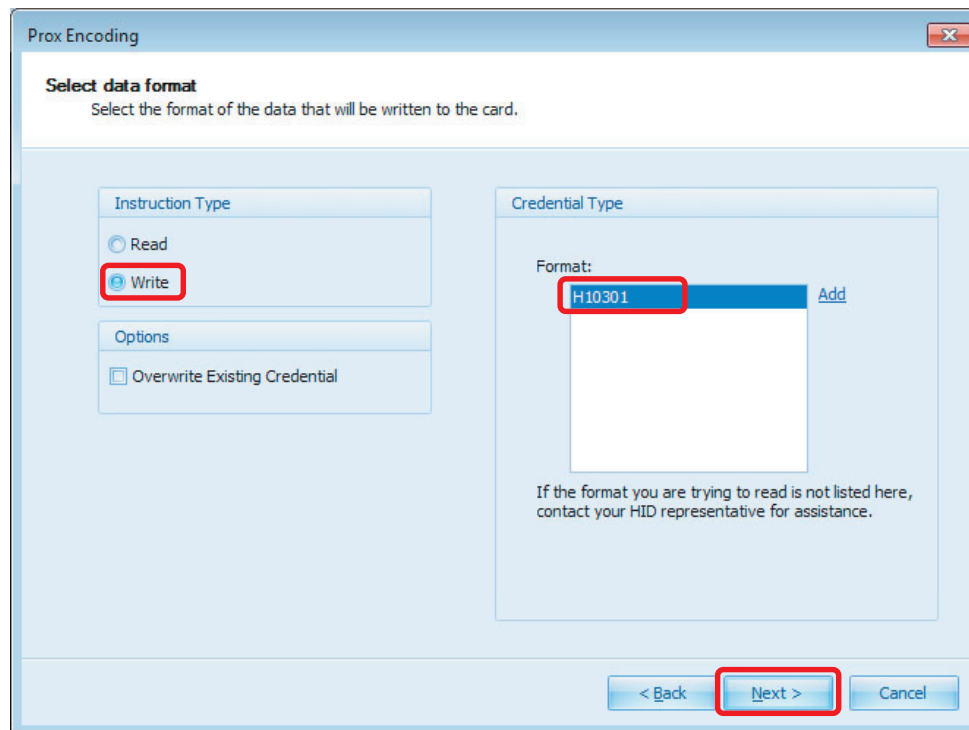 Prox Encoding
Select data format
Select the format of the data that will be written to the card.
Instruction Type
Read
Write
Options
Overwrite Existing Credential
Credential Type
Format:
H10301
Add
If the format you are trying to read is not listed here,
contact your HID representative for assistance.
< Back
Next >
Cancel